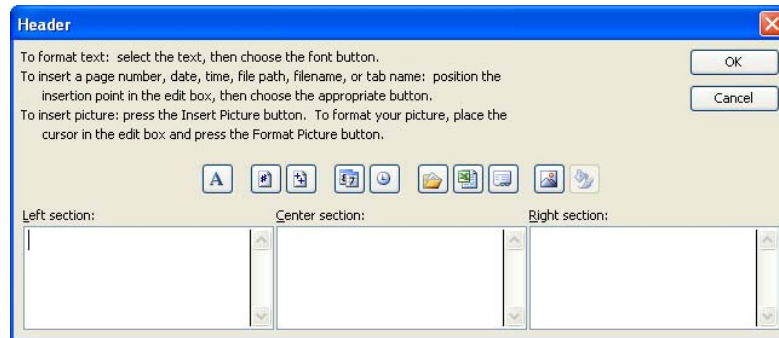 Header
To format text: select the text, then choose the font button.
To insert a page number, date, time, file path, filename, or tab name: position the
insertion point in the edit box, then choose the appropriate button.
To insert picture: press the Insert Picture button. To format your picture, place the
cursor in the edit box and press the Format Picture button.
OK
Cancel
A
Left section:
Center section:
Right section: